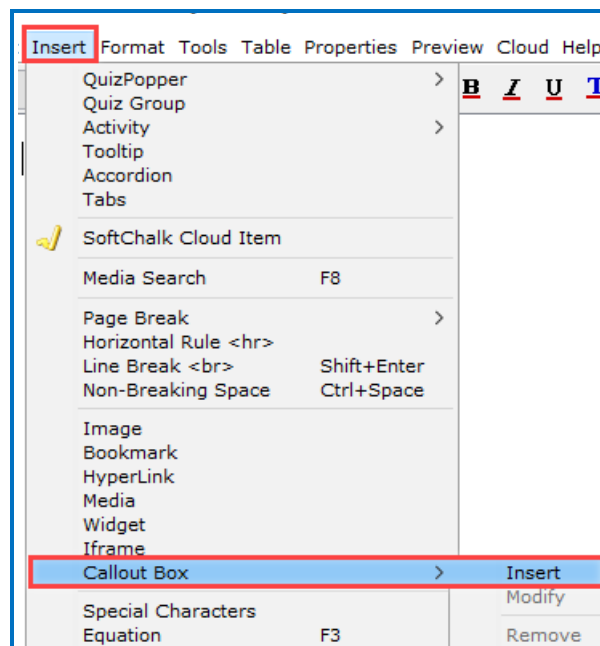 Insert Format Tools Table Properties Preview Cloud Help
QuizPopper >
Quiz Group
B I U T
Activity >
Tooltip
Accordion
Tabs
SoftChalk Cloud Item
Media Search F8
Page Break >
Horizontal Rule <hr>
Line Break <br> Shift+Enter
Non-Breaking Space Ctrl+Space
Image
Bookmark
HyperLink
Media
Widget
Iframe
Callout Box > Insert
Modify
Special Characters
Equation F3 Remove